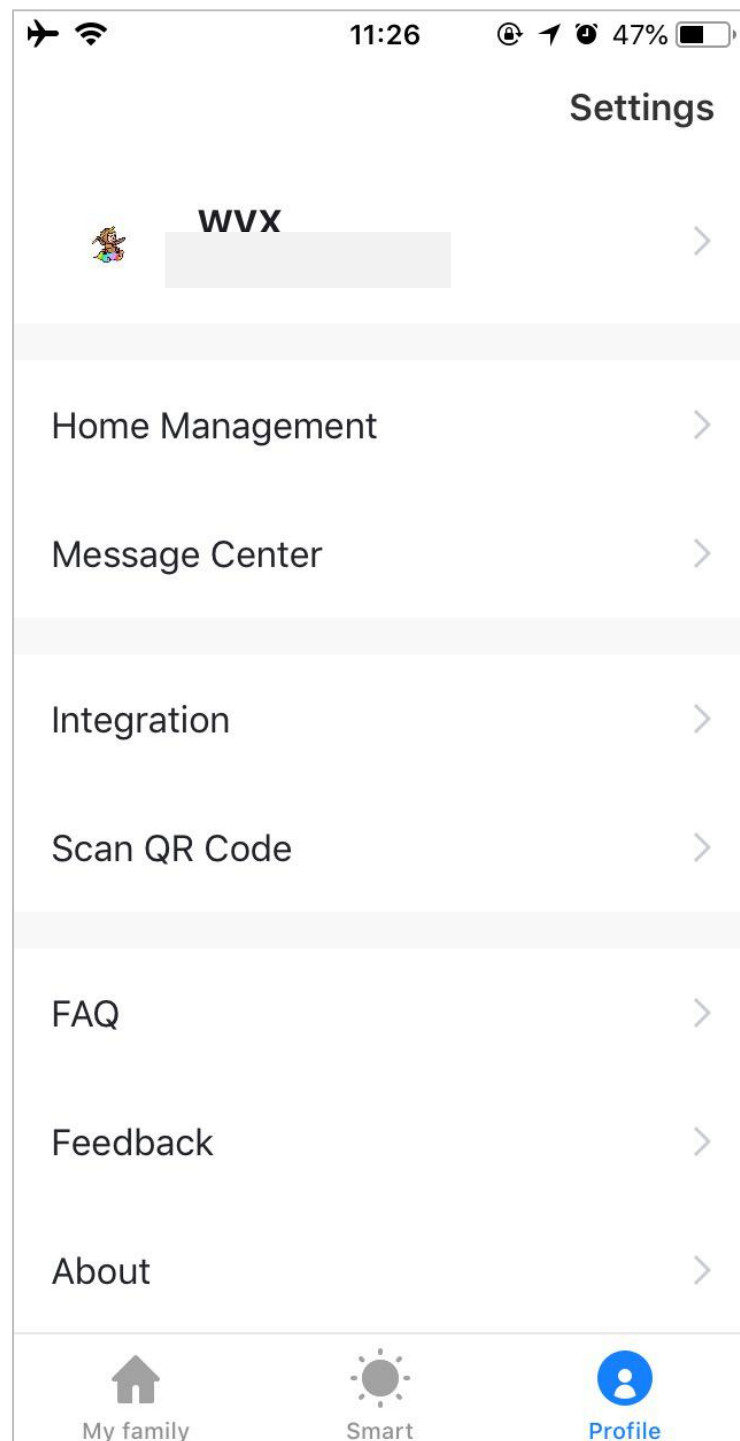 11:26 47%
Settings
WVX
Home Management
Message Center
Integration
Scan QR Code
FAQ
Feedback
About
My family Smart Profile